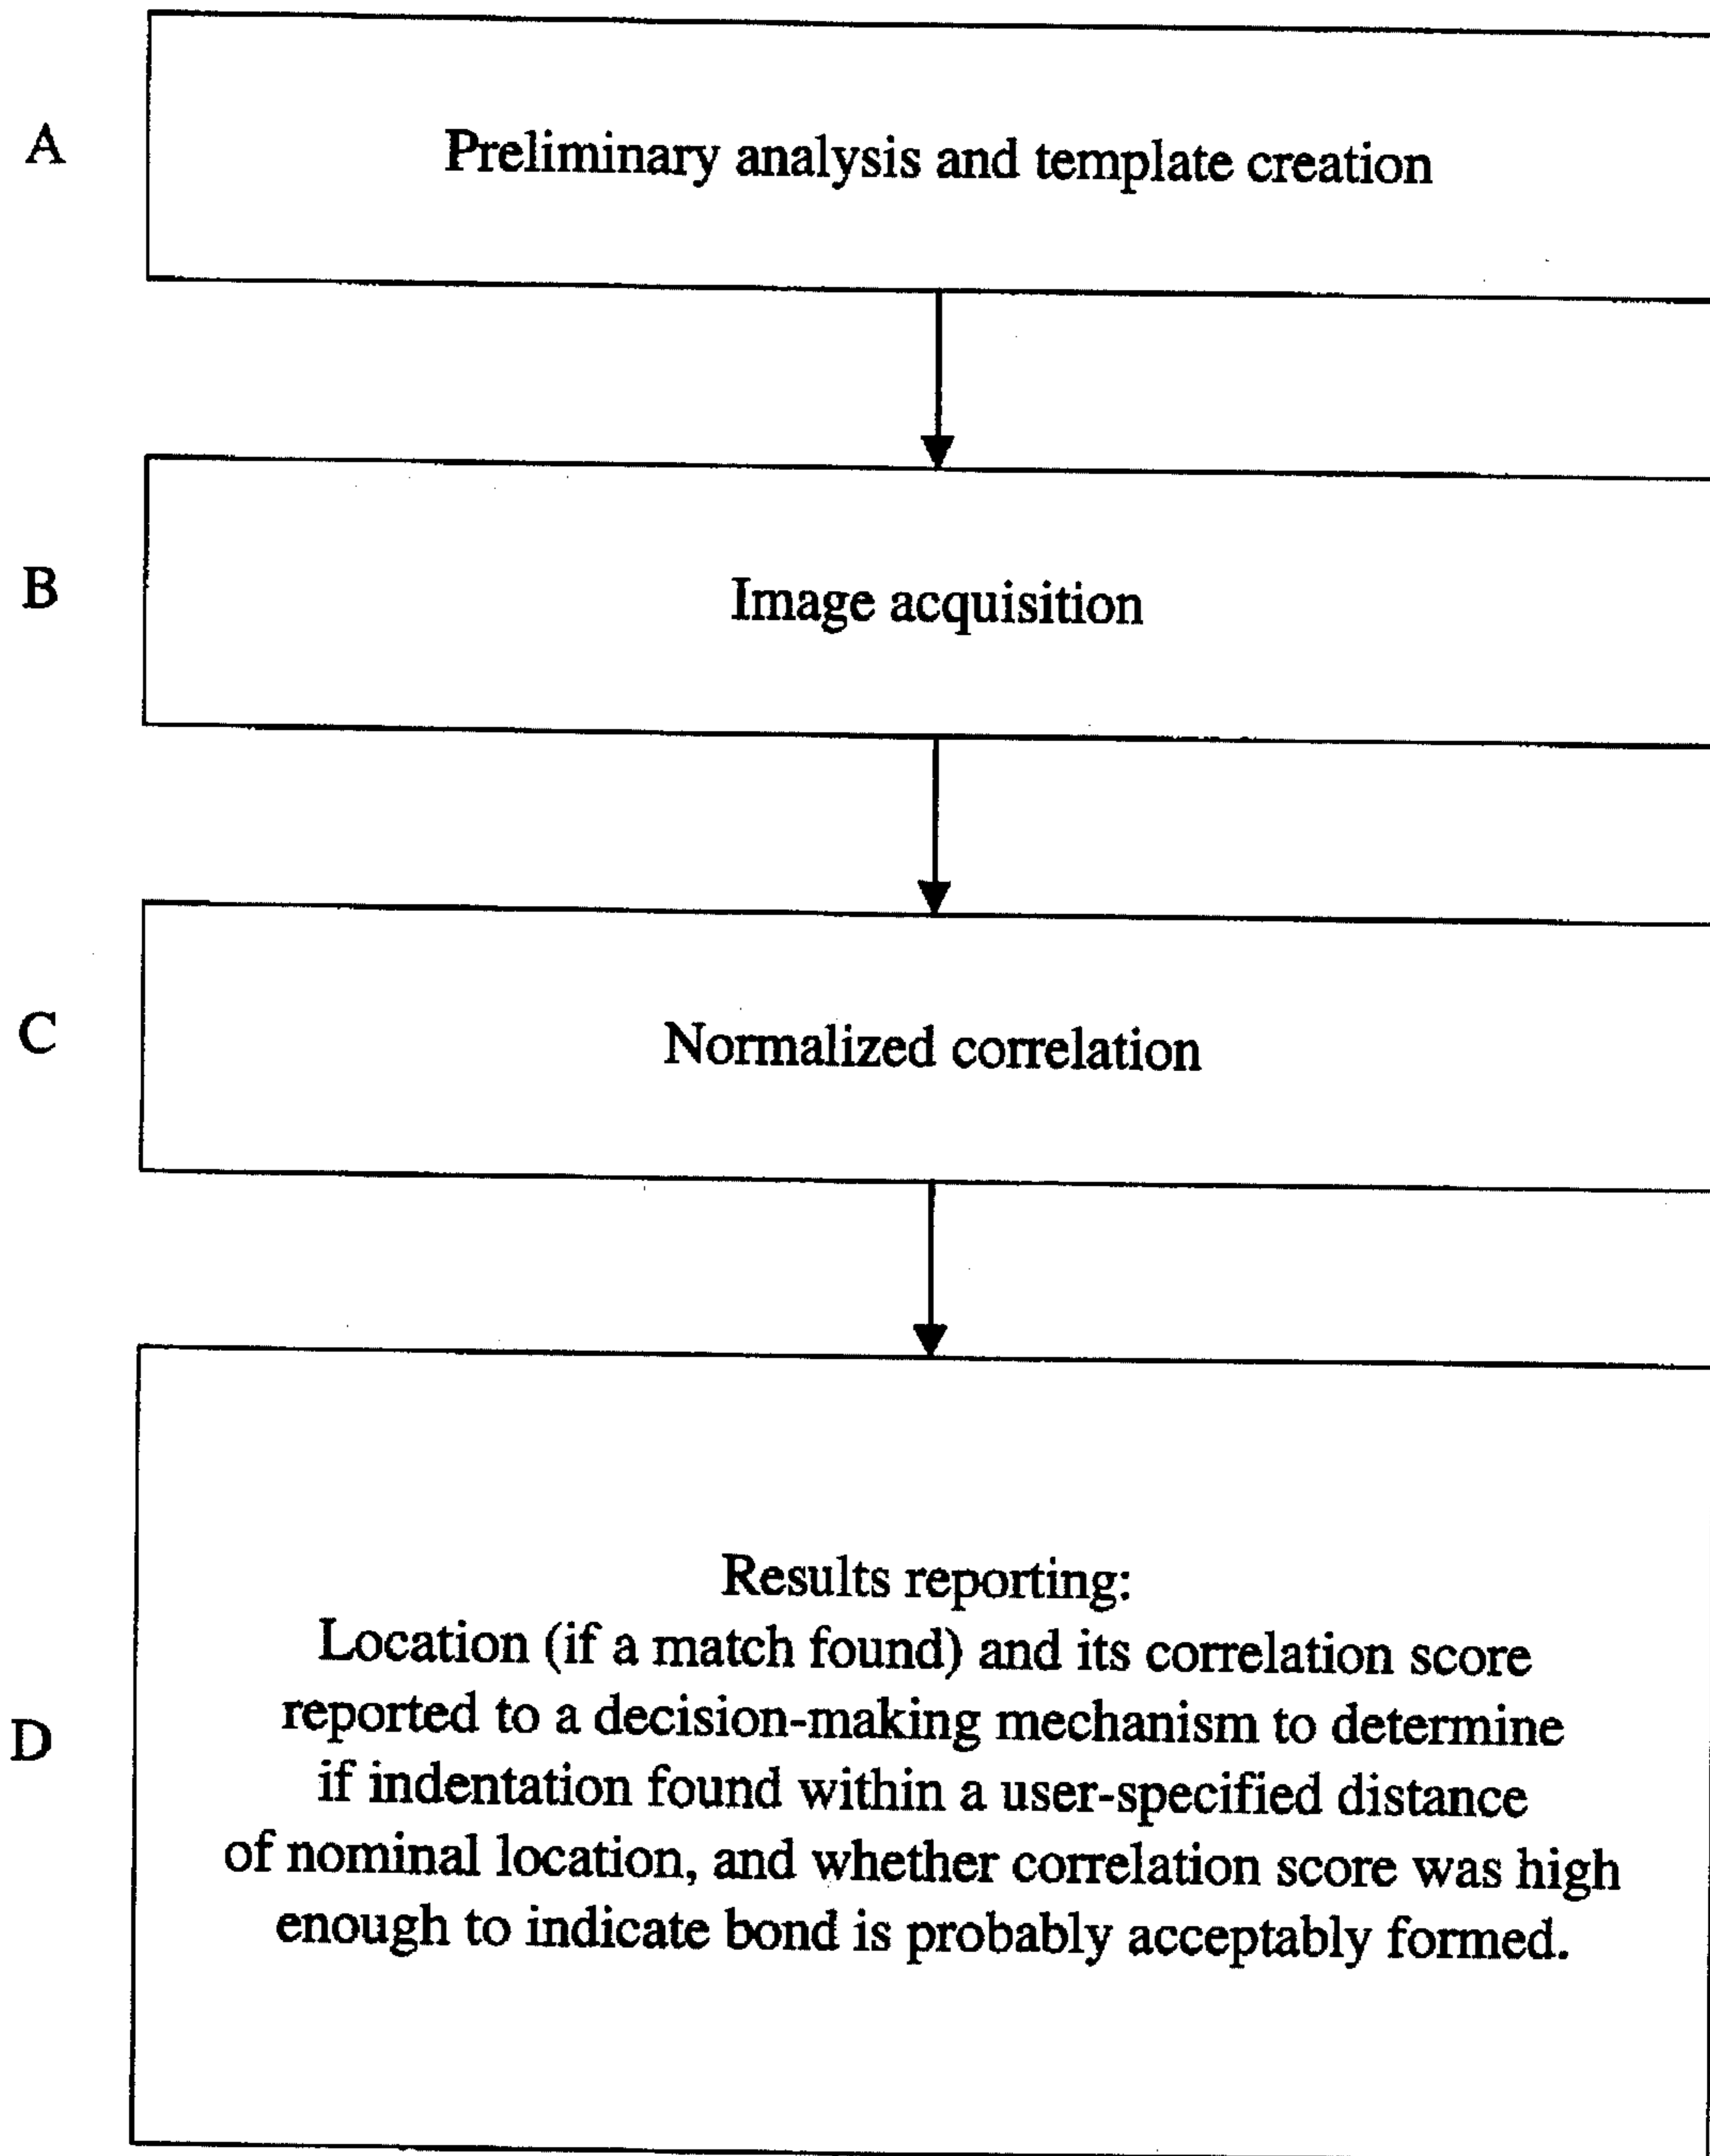 A
Preliminary analysis and template creation
B
Image acquisition
C
Normalized correlation
D
Results reporting:
Location (if a match found) and its correlation score
reported to a decision-making mechanism to determine
if indentation found within a user-specified distance
of nominal location, and whether correlation score was high
enough to indicate bond is probably acceptably formed.